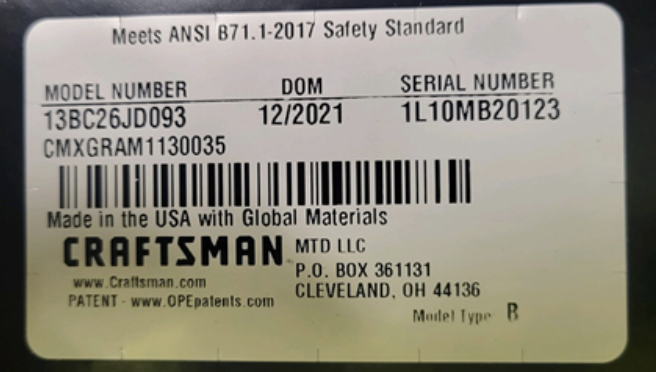 Meets ANSI B71.1-2017 Safety Standard
MODEL NUMBER DOM SERIAL NUMBER
13BC26JD093 12/2021 1L10MB20123
CMXGRAM1130035
Made in the USA with Global Materials
CRAFTSMAN MTD LLC
www.Craftsman.com P.O. BOX 361131
PATENT - www.OPEpatents.com CLEVELAND, OH 44136
Model Type B